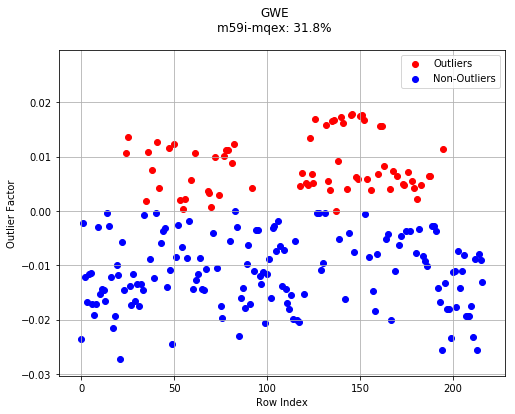 GWE
m59i-mqex: 31.8%
Outliers
Non-Outliers
0.02
0.01
0.00
−0.01
−0.02
−0.03
Outlier Factor
0
50
100
150
200
Row Index